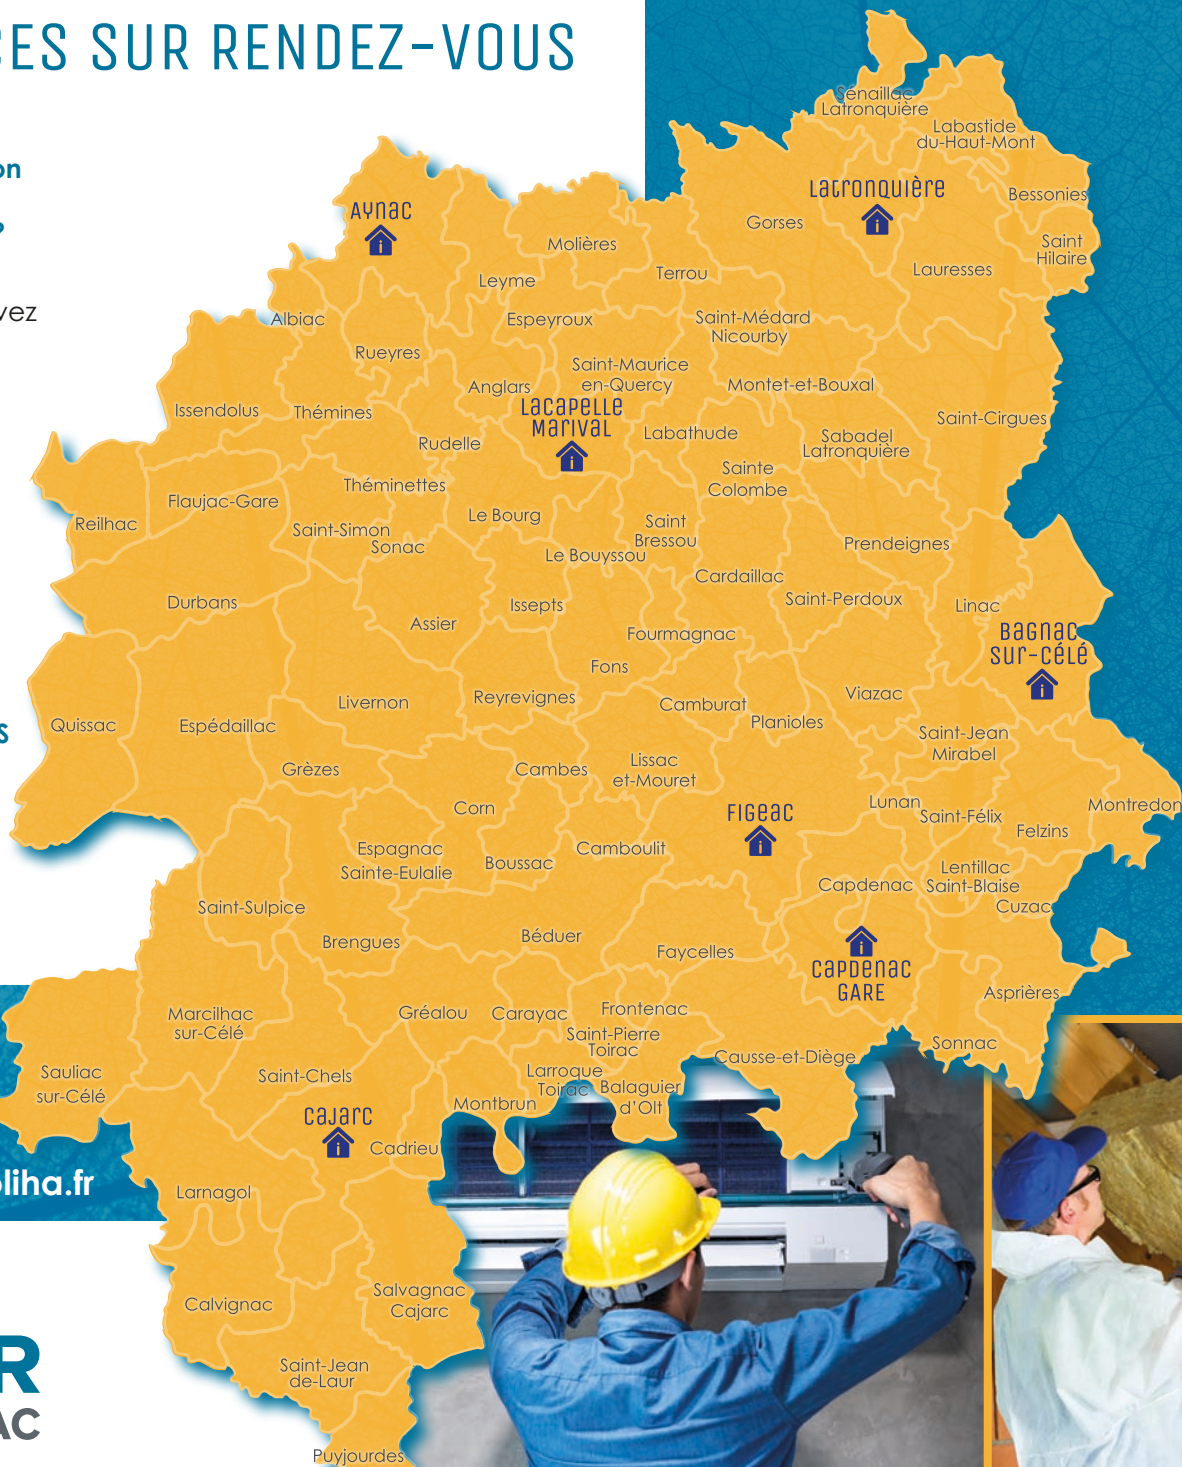 CES SUR RENDEZ-VOUS
on
?
vez
s
oliha.fr
R
AC
Sénaillac
Latronquière
Labastide
du-Haut-Mont
Latronquière
Bessonies
Aynac
Gorses
Molières
Saint
Hilaire
Terrou
Lauresses
Leyme
Albiac
Espeyroux
Saint-Médard
Nicourby
Rueyres
Saint-Maurice
en-Quercy
Anglars
Montet-et-Bouxal
Issendolus
Thémines
Lacapelle
Marival
Saint-Cirgues
Rudelle
Labathude
Sabadel
Latronquière
Sainte
Colombe
Théminettes
Flaujac-Gare
Reilhac
Saint-Simon
Sonac
Le Bourg
Saint
Bressou
Le Bouyssou
Prendeignes
Cardaillac
Durbans
Issepts
Saint-Perdoux
Linac
Assier
Fourmagnac
Bagnac
sur-Célé
Fons
Livernon
Reyrevignes
Camburat
Viazac
Quissac
Espédaillac
Planioles
Saint-Jean
Mirabel
Grèzes
Cambes
Lissac
et-Mouret
Corn
Figeac
Lunan
Saint-Félix
Montredon
Felzins
Espagnac
Sainte-Eulalie
Boussac
Camboulit
Lentillac
Saint-Blaise
Capdenac
Cuzac
Saint-Sulpice
Brengues
Béduer
Faycelles
Capdenac
GARE
Asprières
Marcilhac
sur-Célé
Gréalou
Carayac
Frontenac
Saint-Pierre
Toirac
Sonnac
Causse-et-Diège
Sauliac
sur-Célé
Saint-Chels
Larroque
Toirac
Balaguier
d'Olt
Montbrun
Cajarc
Cadrieu
Larnagol
Calvignac
Salvagnac
Cajarc
Saint-Jean
de-Laur
Puyjourdes